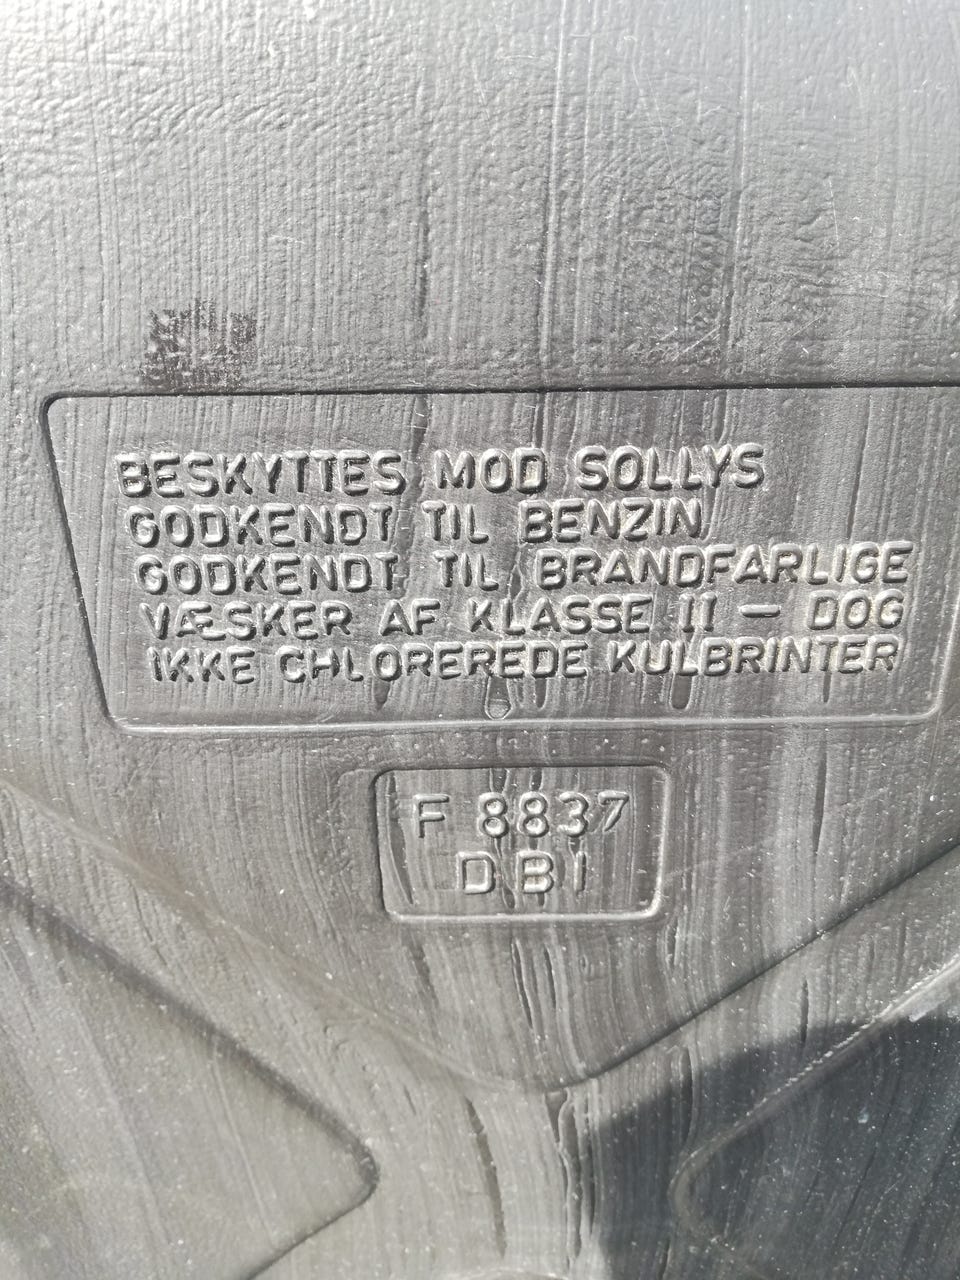 BESKYTTES MOD SOLLYS
GODKENDT TIL BENZIN
GODKENDT TIL BRANDFARLIGE
VÆSKER AF KLASSE II – DOG
IKKE CHLOREREDE KULBRINTER
F 8837
DBI